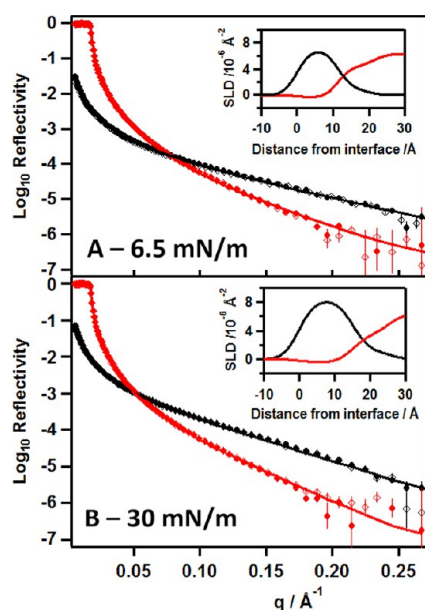 Log₁₀ Reflectivity
0
-1
-2
-3
-4
-5
-6
-7
A – 6.5 mN/m
SLD /10⁻⁶ Å⁻²
8
4
0
-10 0 10 20 30
Distance from interface /Å
Log₁₀ Reflectivity
0
-1
-2
-3
-4
-5
-6
-7
B – 30 mN/m
SLD /10⁻⁶ Å⁻²
8
6
4
2
0
-10 0 10 20 30
Distance from interface / Å
0.05 0.10 0.15 0.20 0.25
q / Å⁻¹